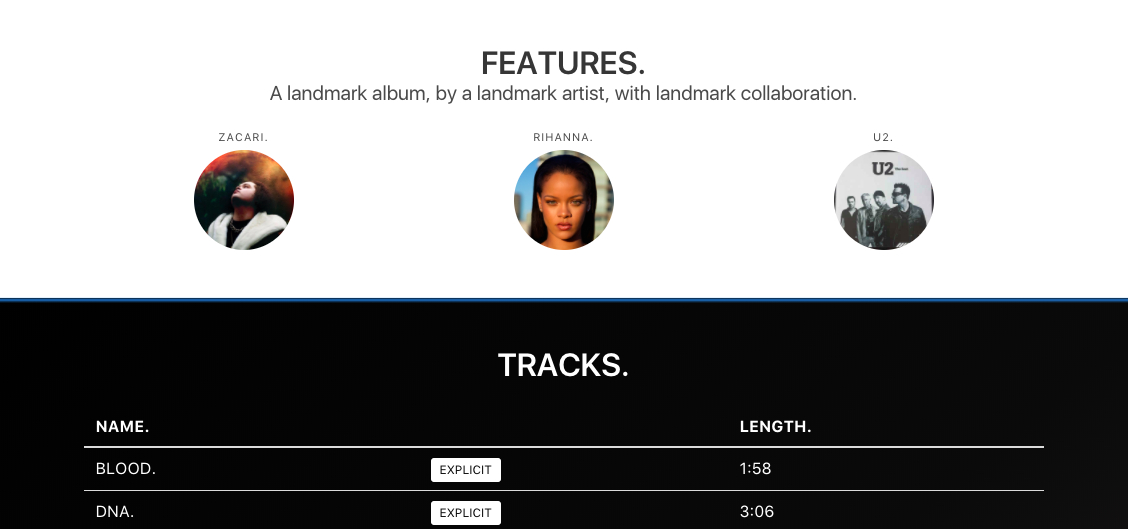 FEATURES.
A landmark album, by a landmark artist, with landmark collaboration.
ZACARI. RIHANNA. U2.
U2
TRACKS.
NAME. LENGTH.
BLOOD. EXPLICIT 1:58
DNA. EXPLICIT 3:06